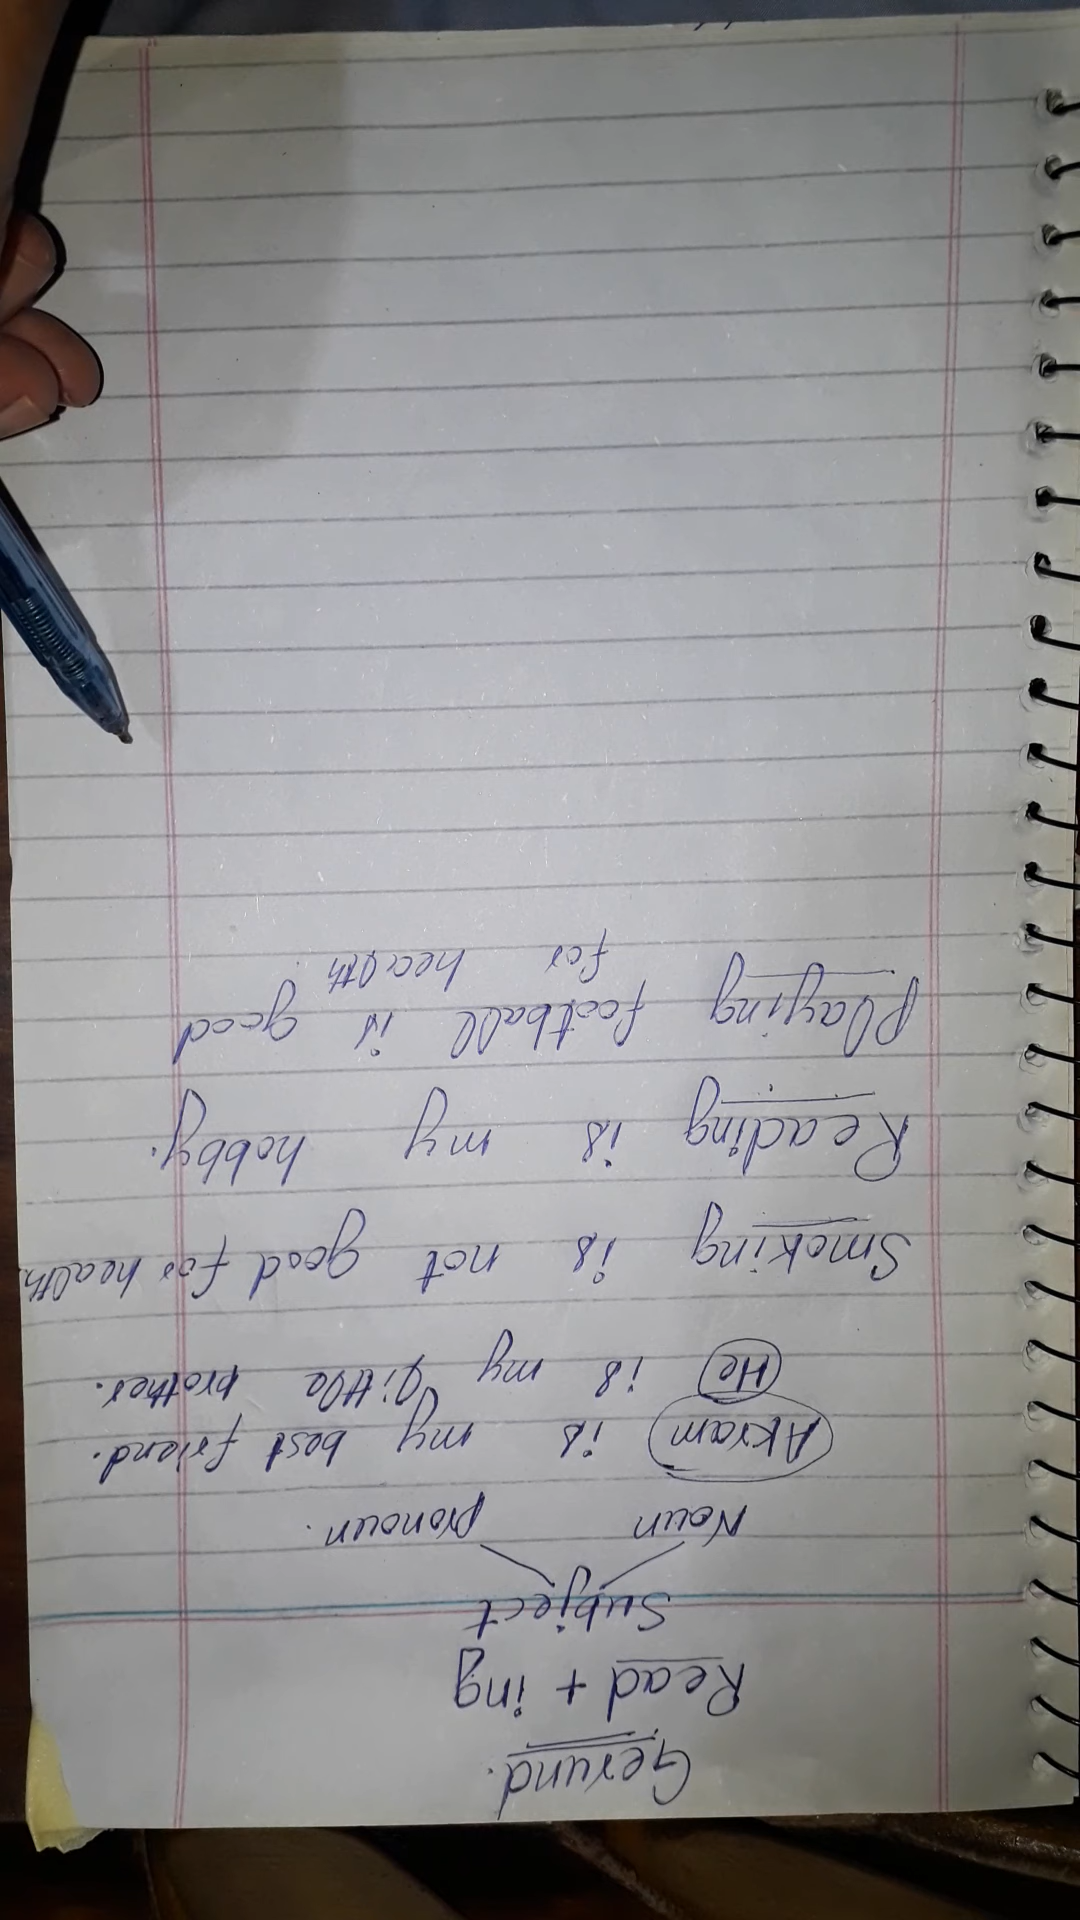 Gerund.
Read + ing
Subject
Noun pronoun.
Akram is my best friend.
He is my little brother.
Smoking is not good for health.
Reading is my hobby.
Playing football is good
for health.